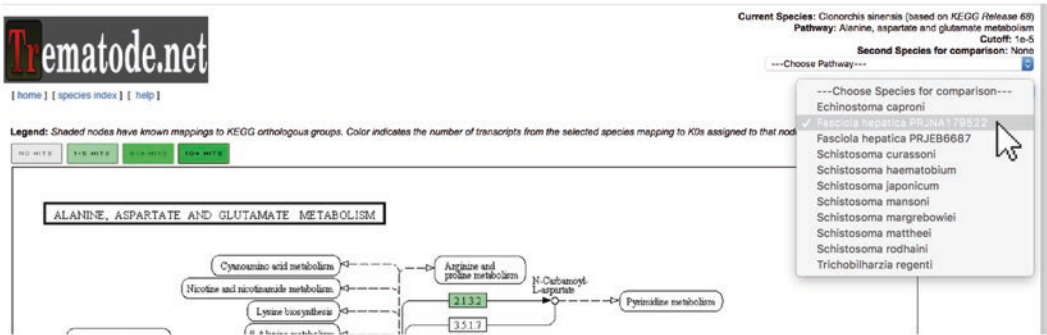 Trematode.net
Current Species: Clonorchis sinensis (based on KEGG Release 68)
Pathway: Alanine, aspartate and glutamate metabolism
Cutoff: 1e-5
Second Species for comparison: None
---Choose Pathway---
[ home ] [ species index ] [ help ]
---Choose Species for comparison---
Echinostoma caproni
✓ Fasciola hepatica PRJNA179522
Fasciola hepatica PRJEB6687
Schistosoma curassoni
Schistosoma haematobium
Schistosoma japonicum
Schistosoma mansoni
Schistosoma margrebowiei
Schistosoma mattheei
Schistosoma rodhaini
Trichobilharzia regenti
Legend: Shaded nodes have known mappings to KEGG orthologous groups. Color indicates the number of transcripts from the selected species mapping to K0s assigned to that nod
NO HITS
1-5 HITS
10+ HITS
ALANINE, ASPARTATE AND GLUTAMATE METABOLISM
Cyanoamino acid metabolism
Arginine and
proline metabolism
Nicotine and nicotinamide metabolism
N-Carbamoyl-
L-aspartate
2.1.3.2
Pyrimidine metabolism
Lysine biosynthesis
3.5.1.7
β-Alanine metabolism